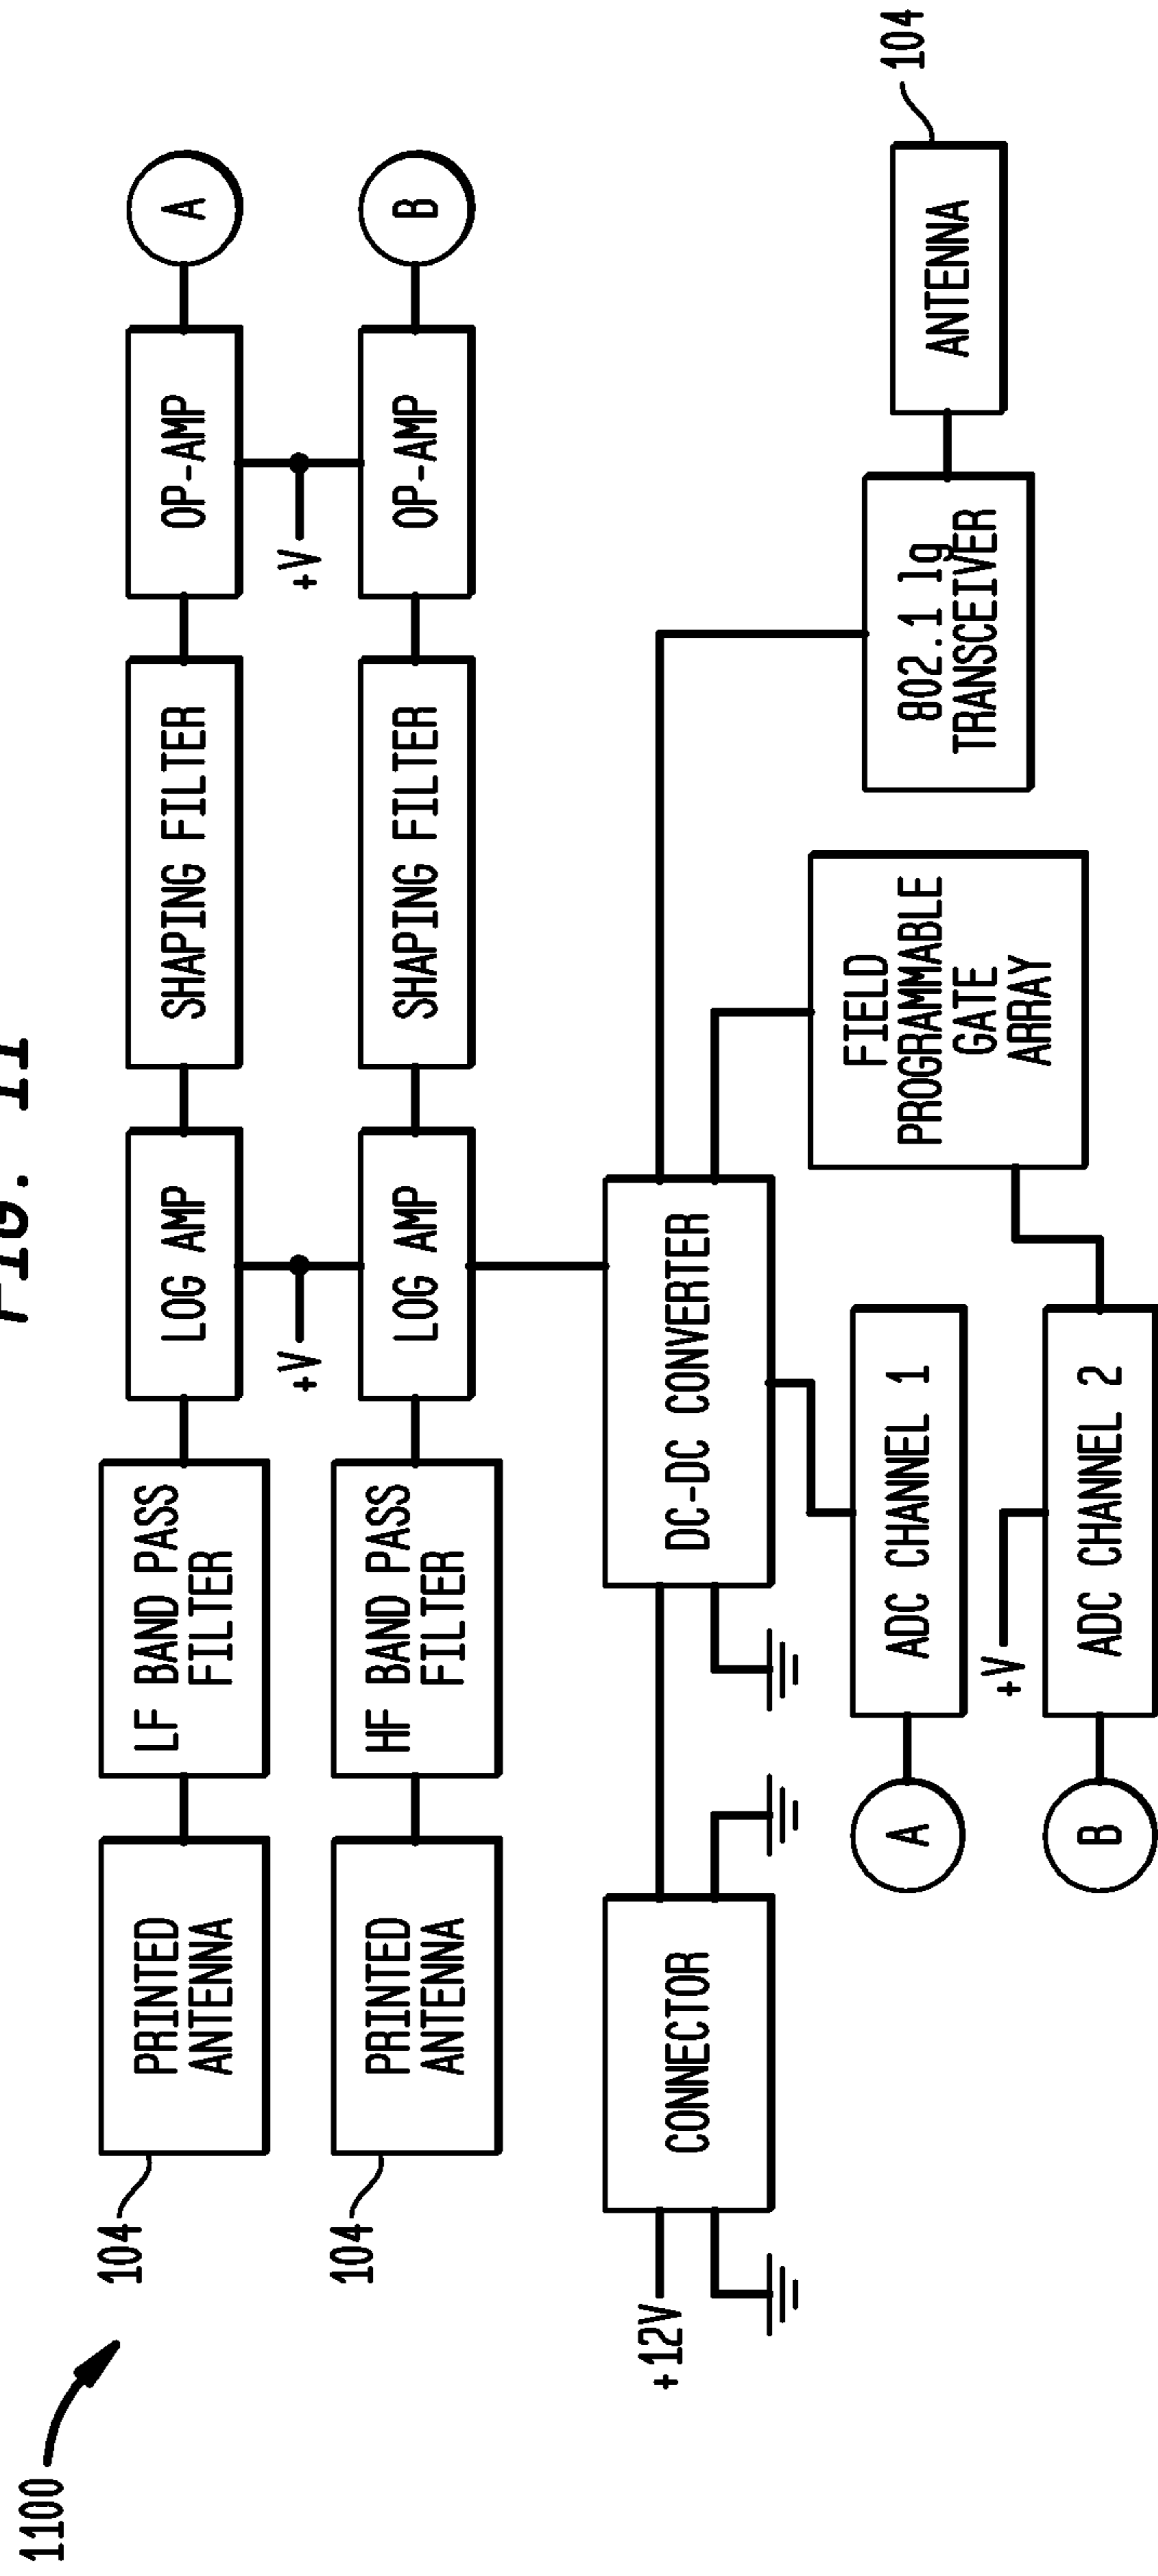 FIG. 11
1100
104
PRINTED
ANTENNA
LF BAND PASS
FILTER
LOG AMP
SHAPING FILTER
OP-AMP
A
+V
+V
104
PRINTED
ANTENNA
HF BAND PASS
FILTER
LOG AMP
SHAPING FILTER
OP-AMP
B
+12V
CONNECTOR
DC-DC CONVERTER
A
ADC CHANNEL 1
+V
B
ADC CHANNEL 2
FIELD
PROGRAMMABLE
GATE
ARRAY
802.1 1g
TRANSCEIVER
ANTENNA
104